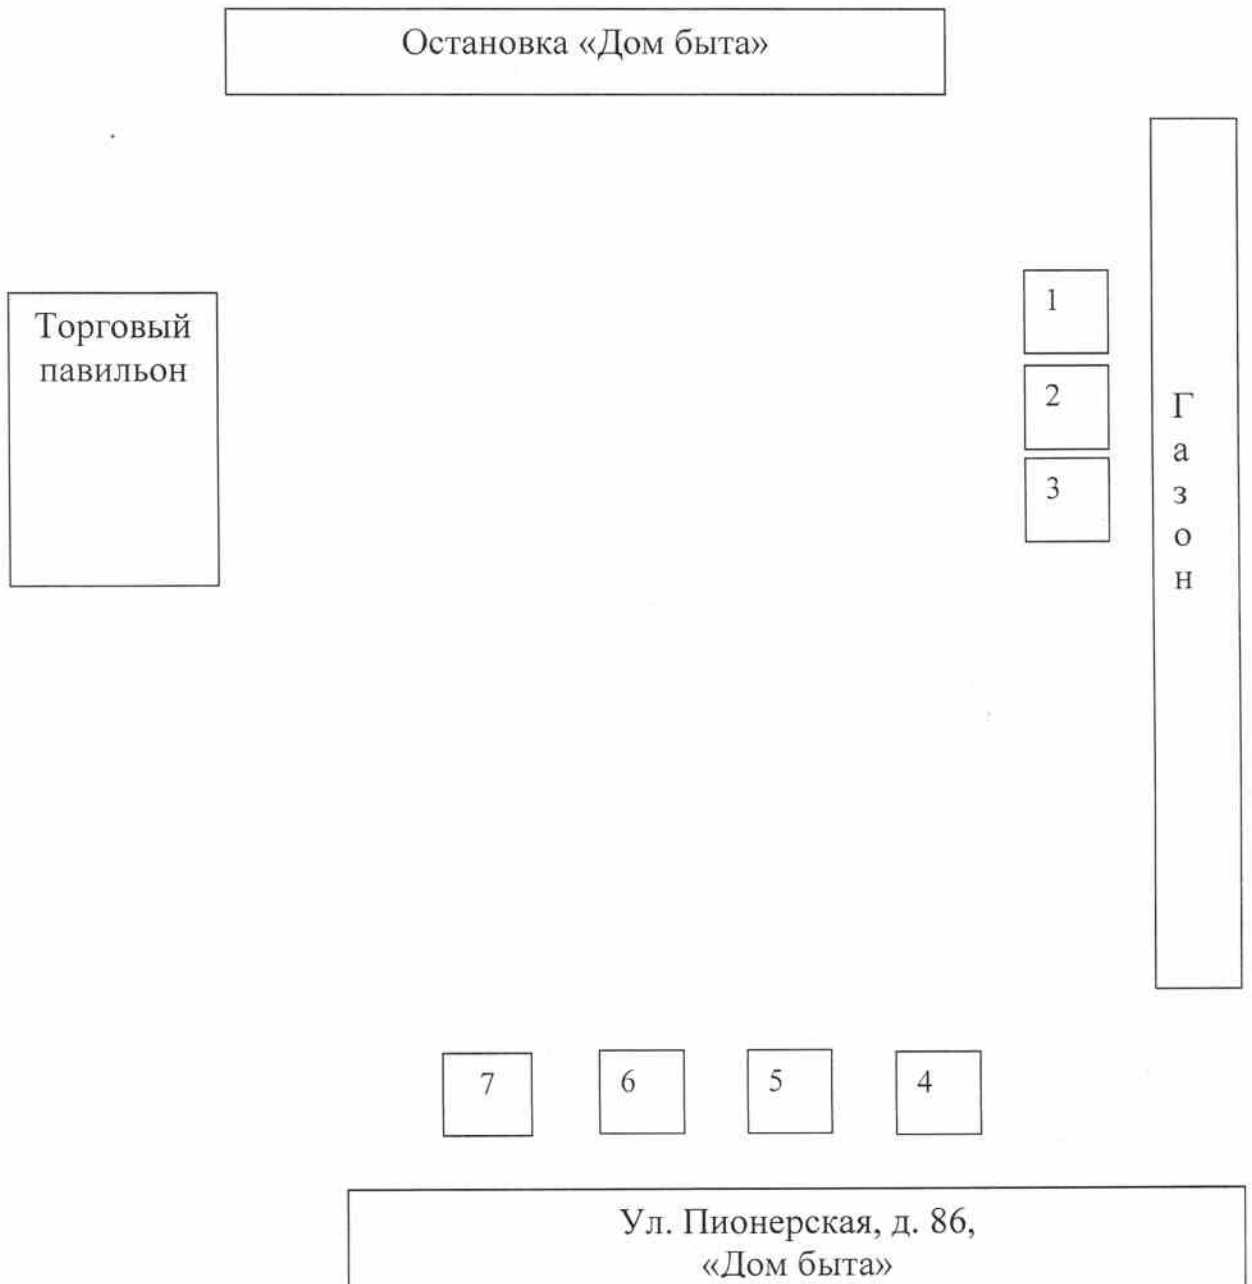 Остановка «Дом быта»
Торговый
павильон
1
2
3
Г
а
з
о
н
7
6
5
4
Ул. Пионерская, д. 86,
«Дом быта»